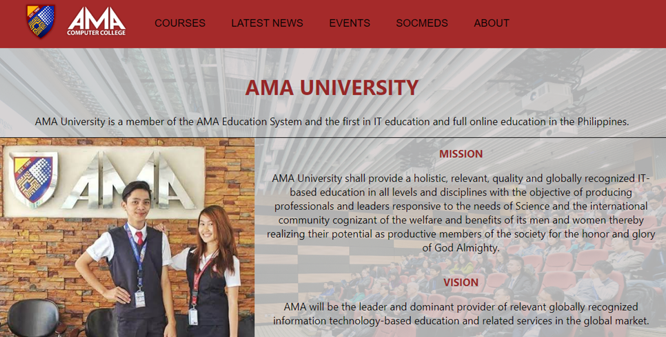 AMA
COMPUTER COLLEGE
COURSES LATEST NEWS EVENTS SOCMEDS ABOUT
AMA UNIVERSITY
AMA University is a member of the AMA Education System and the first in IT education and full online education in the Philippines.
AMA
MISSION
AMA University shall provide a holistic, relevant, quality and globally recognized IT-
based education in all levels and disciplines with the objective of producing
professionals and leaders responsive to the needs of Science and the international
community cognizant of the welfare and benefits of its men and women thereby
realizing their potential as productive members of the society for the honor and glory
of God Almighty.
VISION
AMA will be the leader and dominant provider of relevant globally recognized
information technology-based education and related services in the global market.